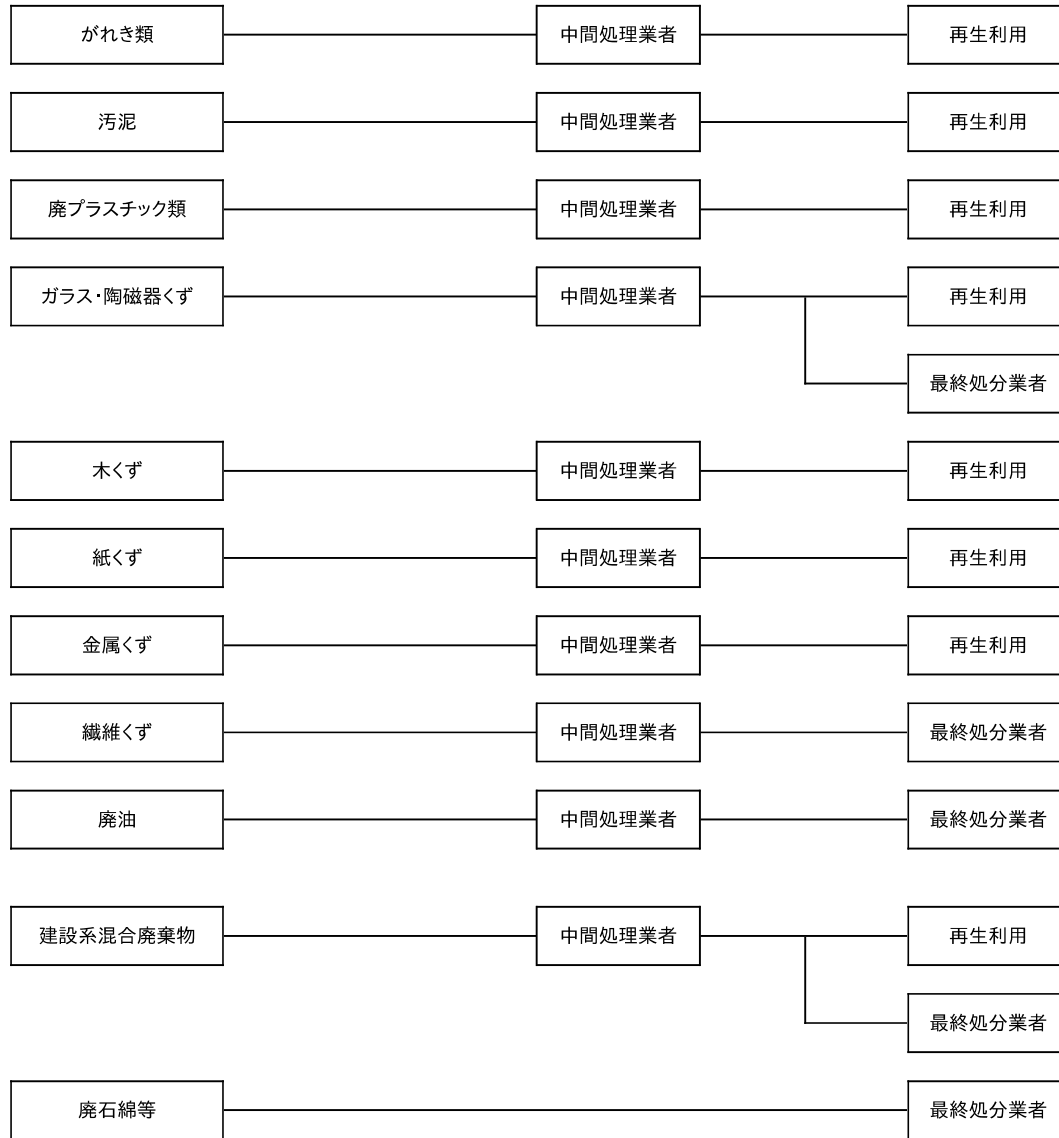 がれき類 中間処理業者 再生利用
汚泥 中間処理業者 再生利用
廃プラスチック類 中間処理業者 再生利用
ガラス・陶磁器くず 中間処理業者 再生利用
最終処分業者
木くず 中間処理業者 再生利用
紙くず 中間処理業者 再生利用
金属くず 中間処理業者 再生利用
繊維くず 中間処理業者 最終処分業者
廃油 中間処理業者 最終処分業者
建設系混合廃棄物 中間処理業者 再生利用
最終処分業者
廃石綿等 最終処分業者